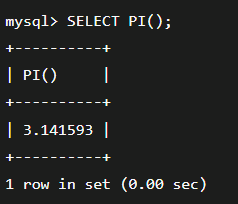 mysql> SELECT PI();
+----------+
| PI()     |
+----------+
| 3.141593 |
+----------+
1 row in set (0.00 sec)